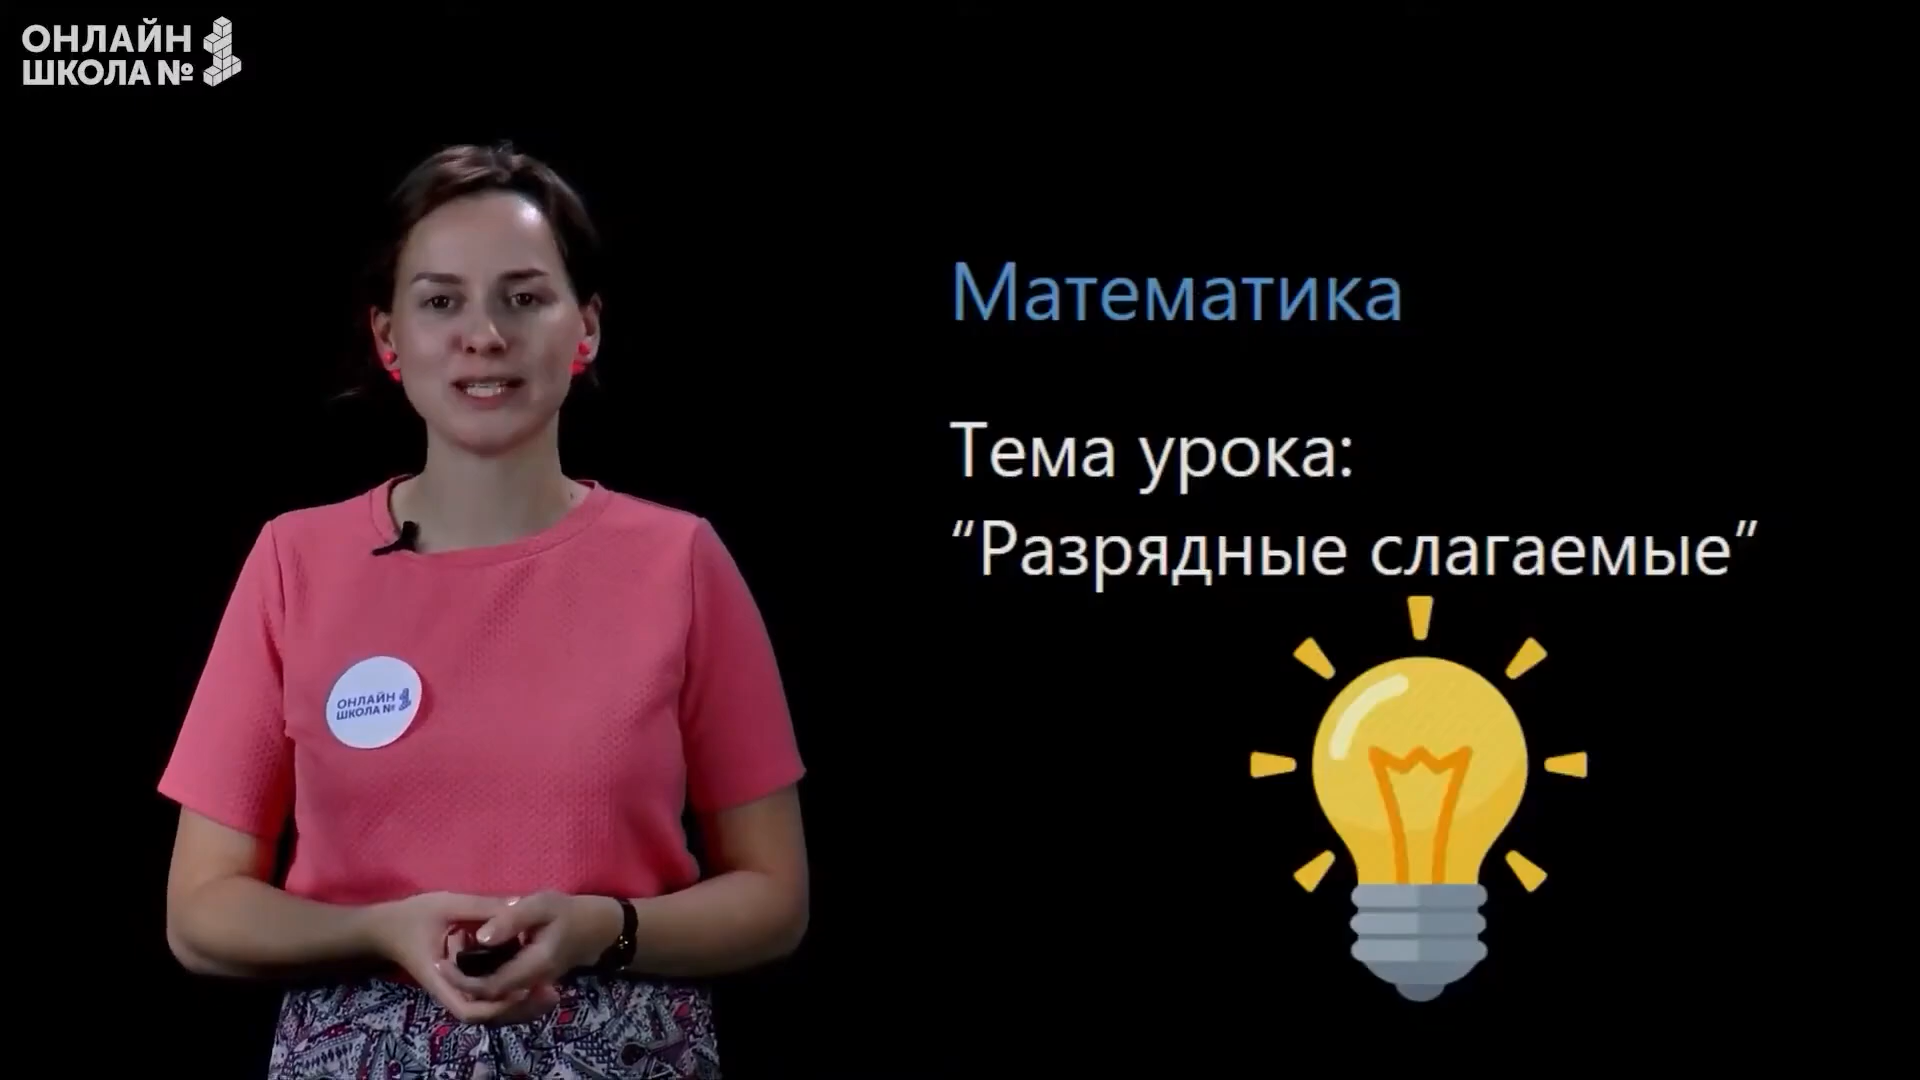 ОНЛАЙН
ШКОЛА №
Математика
Тема урока:
“Разрядные слагаемые”
ОНЛАЙН
ШКОЛА №